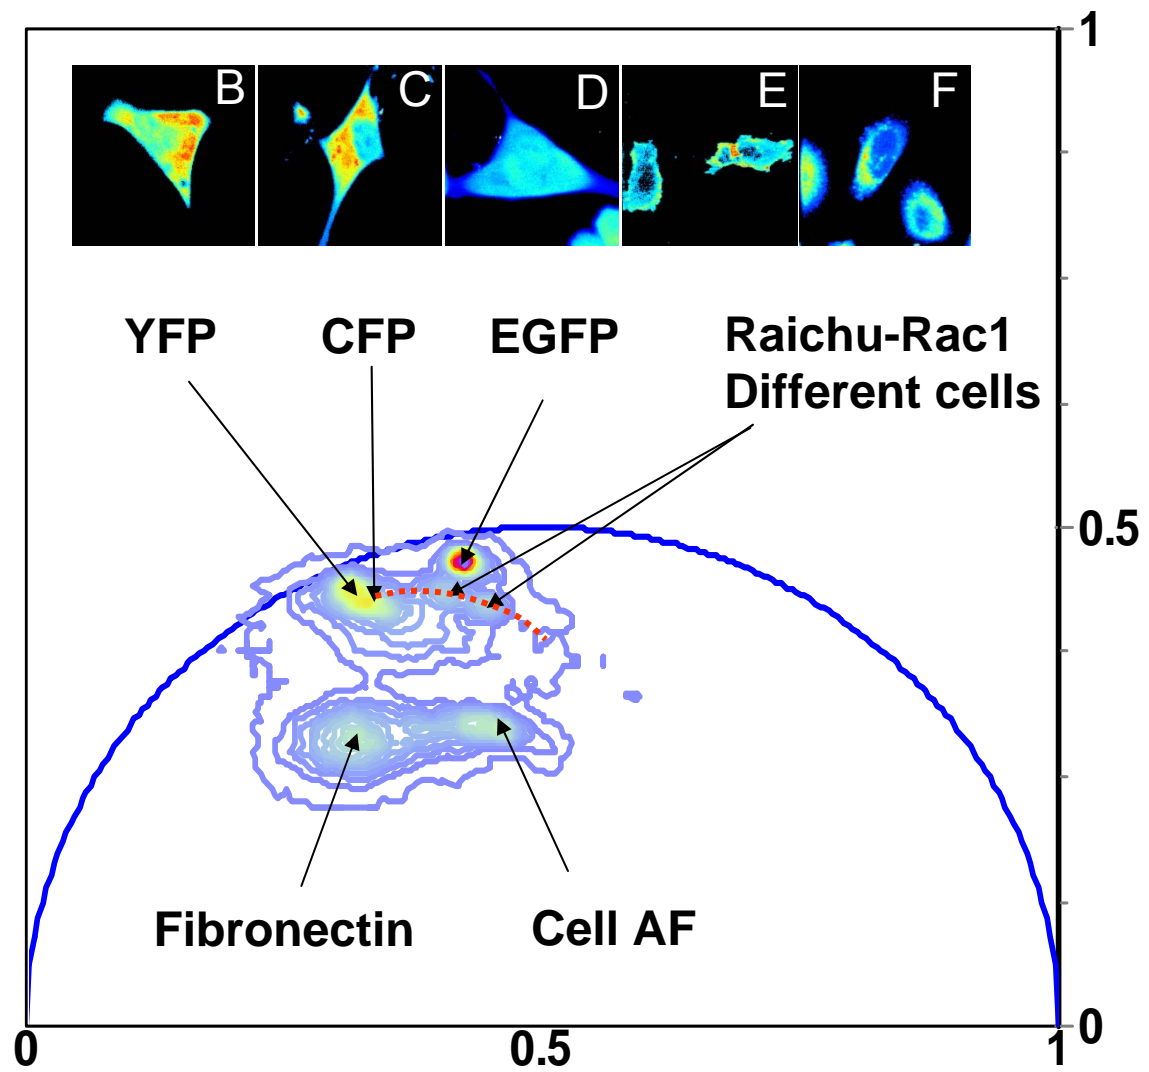 1
B
C
D
E
F
YFP
CFP
EGFP
Raichu-Rac1
Different cells
0.5
Fibronectin
Cell AF
0
0
0.5
1